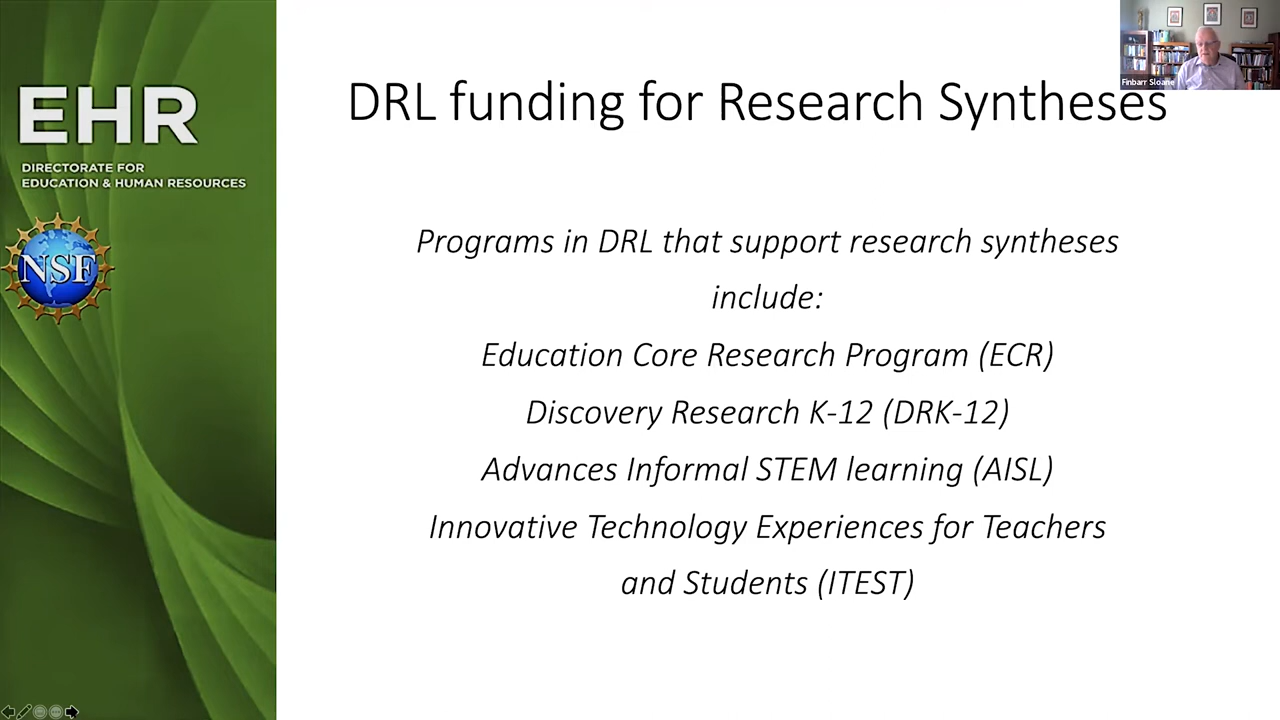 EHR
DIRECTORATE FOR
EDUCATION & HUMAN RESOURCES
NSF
DRL funding for Research Syntheses
Finbarr Sloane
Programs in DRL that support research syntheses
include:
Education Core Research Program (ECR)
Discovery Research K-12 (DRK-12)
Advances Informal STEM learning (AISL)
Innovative Technology Experiences for Teachers
and Students (ITEST)